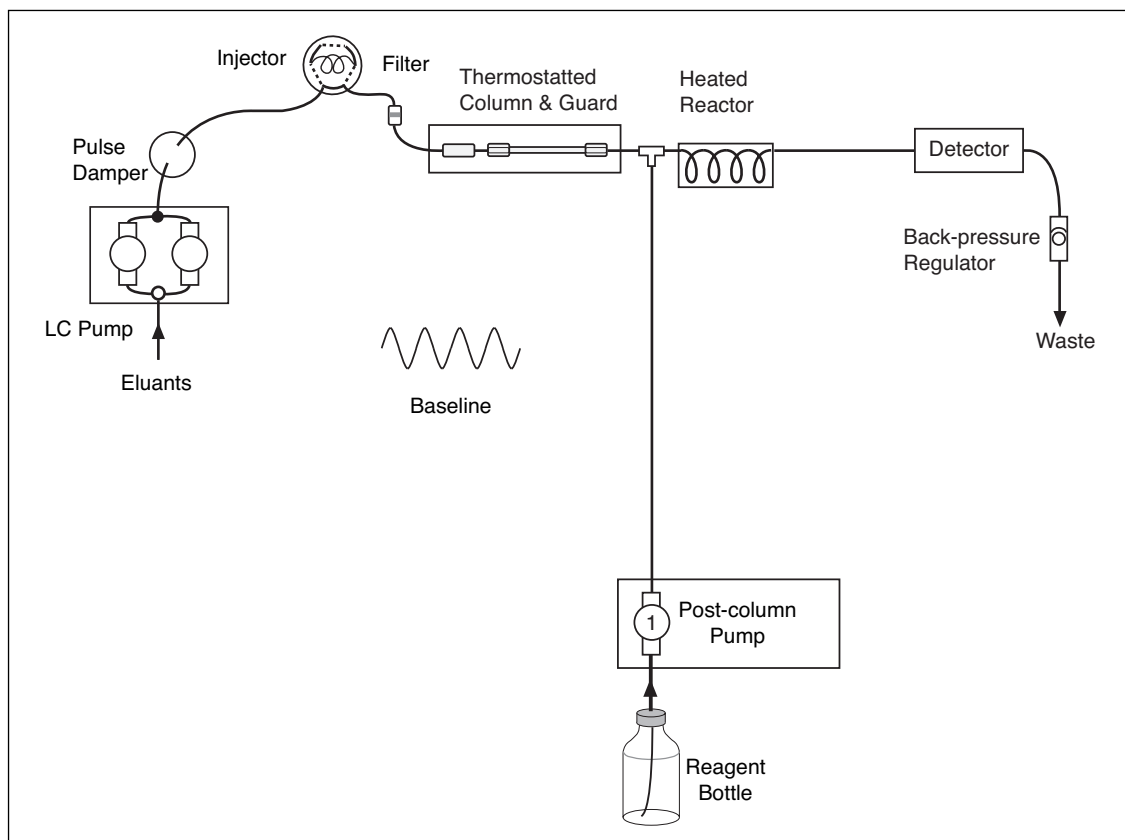 Injector
Filter
Thermostatted
Column & Guard
Heated
Reactor
Pulse
Damper
Detector
Back-pressure
Regulator
LC Pump
Waste
Eluants
Baseline
1
Post-column
Pump
Reagent
Bottle